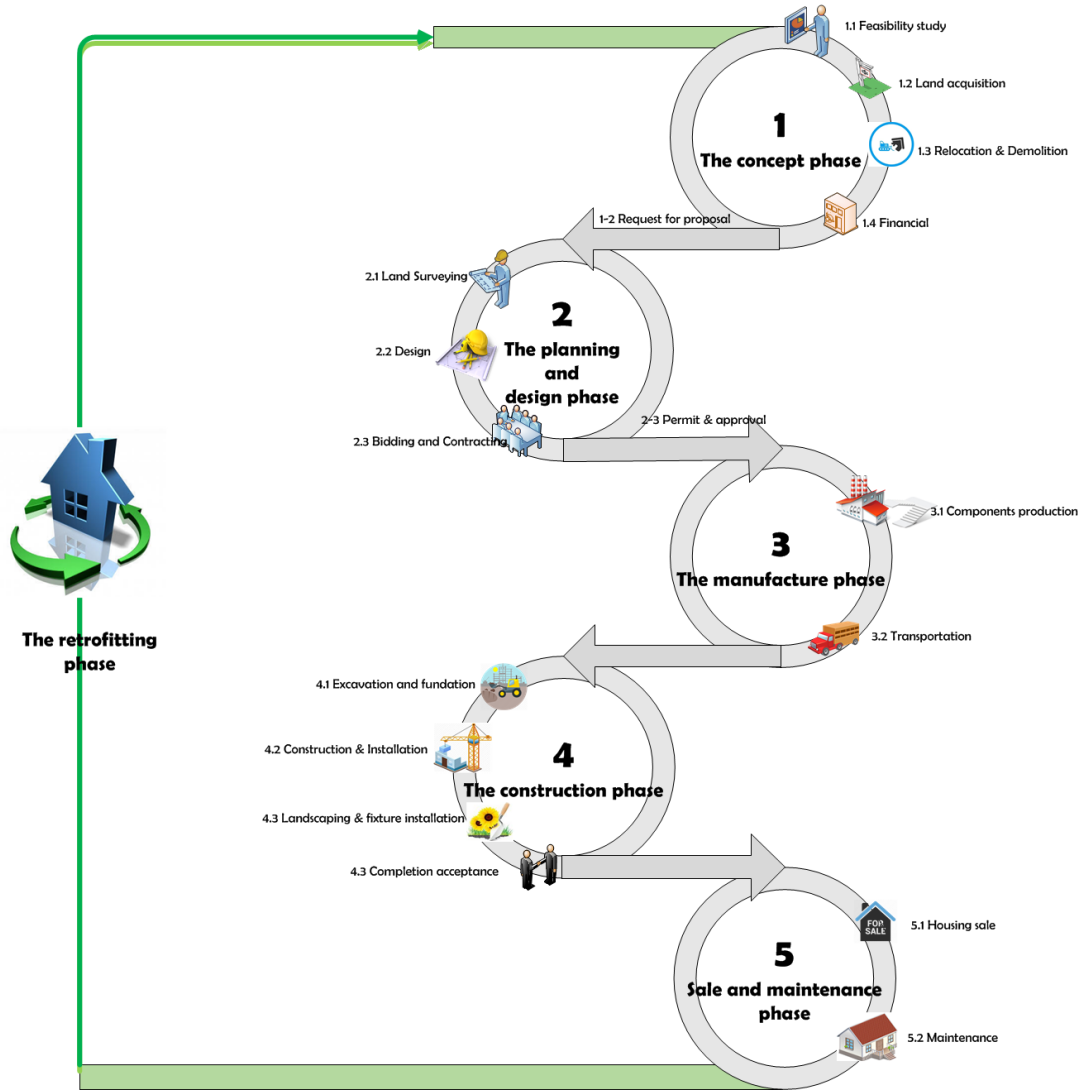 1.1 Feasibility study
1.2 Land acquisition
1
The concept phase
1.3 Relocation & Demolition
1.4 Financial
1-2 Request for proposal
2.1 Land Surveying
2
The planning
and
design phase
2.2 Design
2.3 Bidding and Contracting
2-3 Permit & approval
3.1 Components production
3
The manufacture phase
3.2 Transportation
The retrofitting
phase
4.1 Excavation and fundation
4.2 Construction & Installation
4
The construction phase
4.3 Landscaping & fixture installation
4.3 Completion acceptance
FOR
SALE
5.1 Housing sale
5
Sale and maintenance
phase
5.2 Maintenance